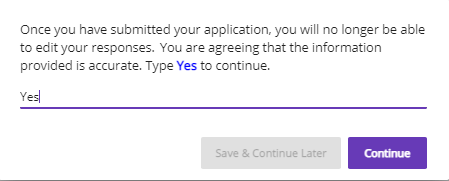 Once you have submitted your application, you will no longer be able
to edit your responses. You are agreeing that the information
provided is accurate. Type Yes to continue.
Yes
Save & Continue Later
Continue